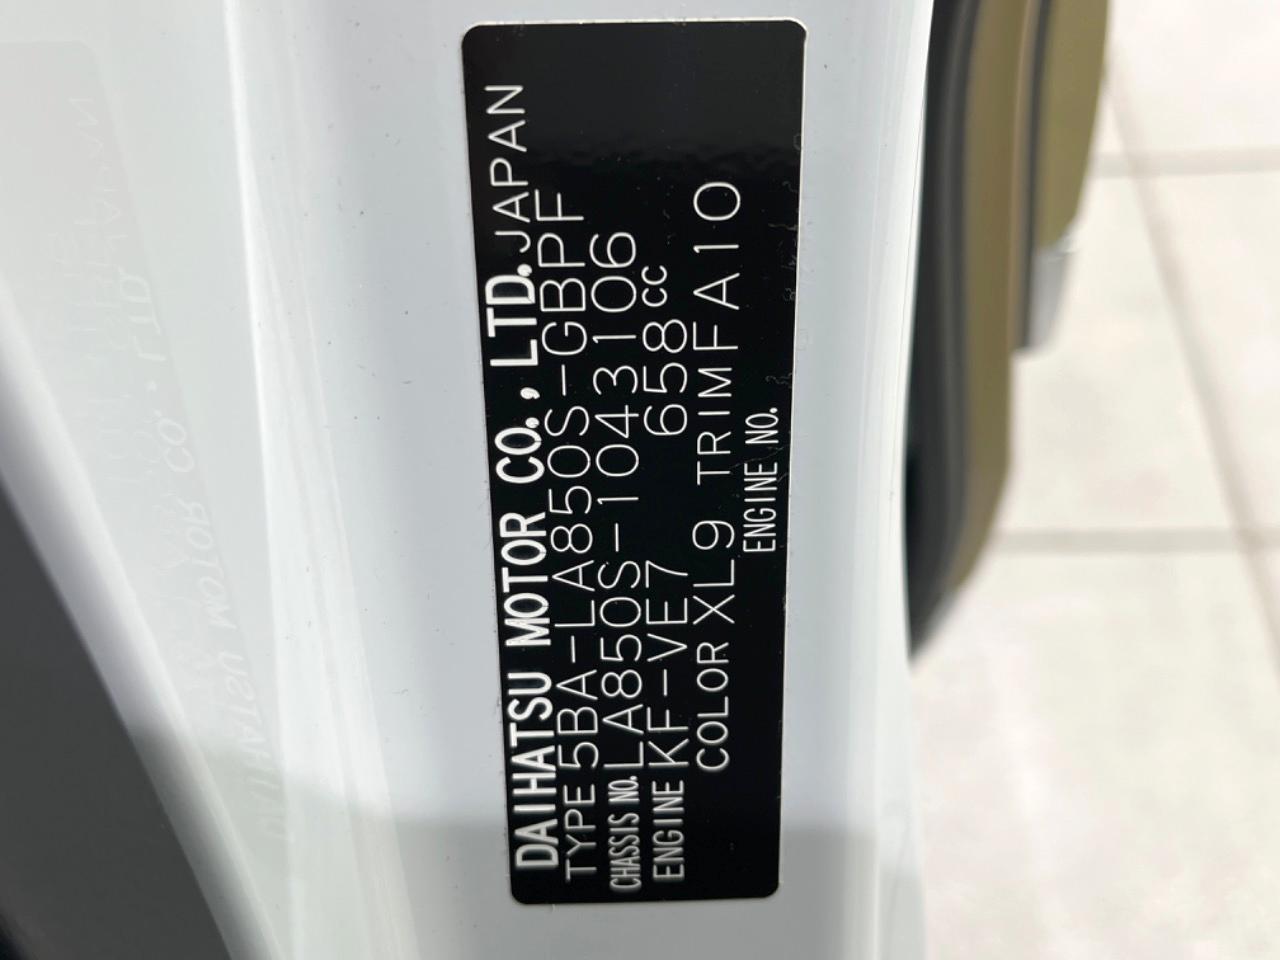 DAIHATSU MOTOR CO., LTD. JAPAN
TYPE 5BA-LA850S-GBPF
CHASSIS NO. LA850S-1043106
ENGINE KF-VE7 658cc
COLOR XL9 TRIM FA10
ENGINE NO.